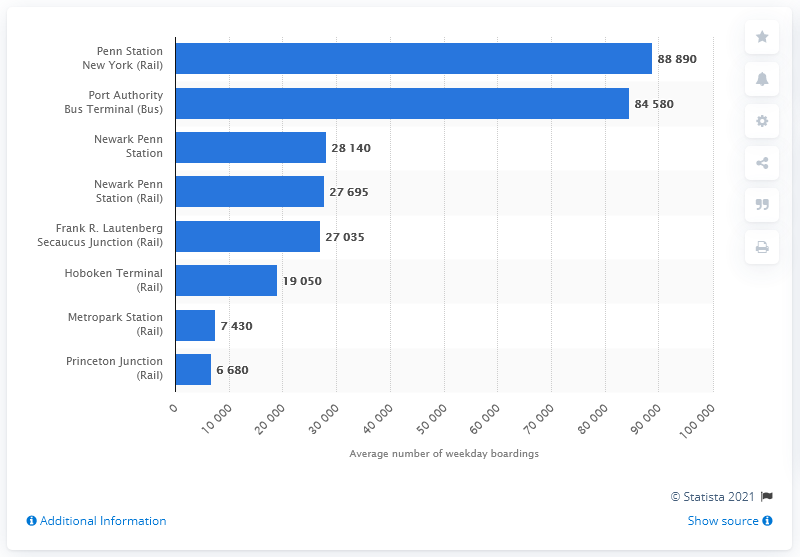 Penn Station
New York (Rail)
88 890
Port Authority
Bus Terminal (Bus)
84 580
Newark Penn
Station
28 140
Newark Penn
Station (Rail)
27 695
Frank R. Lautenberg
Secaucus Junction (Rail)
27 035
Hoboken Terminal
(Rail)
19 050
Metropark Station
(Rail)
7 430
Princeton Junction
(Rail)
6 680
0
10 000
20 000
30 000
40 000
50 000
60 000
70 000
80 000
90 000
100 000
Average number of weekday boardings
© Statista 2021
Additional Information
Show source